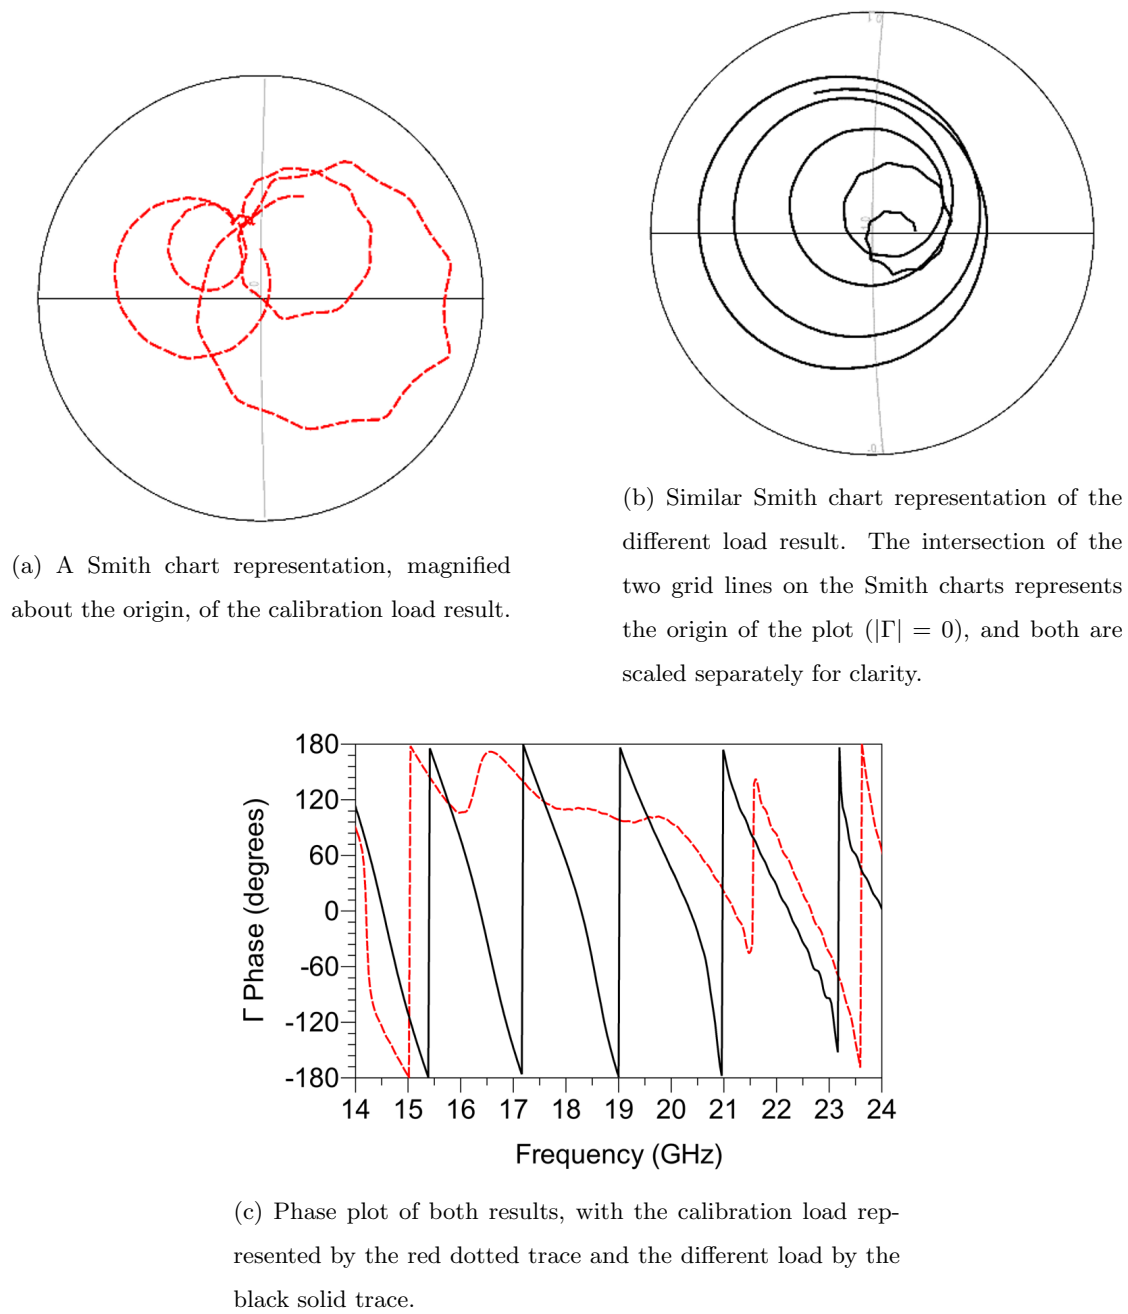 (a) A Smith chart representation, magnified
about the origin, of the calibration load result.
(b) Similar Smith chart representation of the
different load result. The intersection of the
two grid lines on the Smith charts represents
the origin of the plot (|Γ| = 0), and both are
scaled separately for clarity.
180
120
60
0
-60
-120
-180
Γ Phase (degrees)
14 15 16 17 18 19 20 21 22 23 24
Frequency (GHz)
(c) Phase plot of both results, with the calibration load rep-
resented by the red dotted trace and the different load by the
black solid trace.